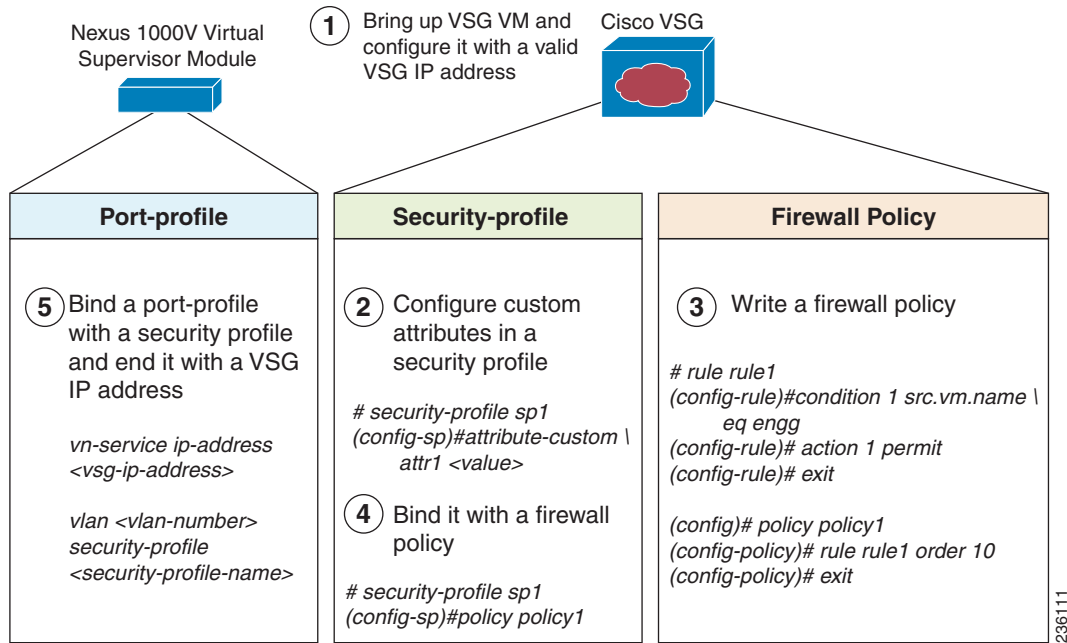 Nexus 1000V Virtual
Supervisor Module
1
Bring up VSG VM and
configure it with a valid
VSG IP address
Cisco VSG
Port-profile
5
Bind a port-profile
with a security profile
and end it with a VSG
IP address
vn-service ip-address
<vsg-ip-address>
vlan <vlan-number>
security-profile
<security-profile-name>
Security-profile
2
Configure custom
attributes in a
security profile
# security-profile sp1
(config-sp)#attribute-custom \
attr1 <value>
4
Bind it with a firewall
policy
# security-profile sp1
(config-sp)#policy policy1
Firewall Policy
3
Write a firewall policy
# rule rule1
(config-rule)#condition 1 src.vm.name \
eq engg
(config-rule)# action 1 permit
(config-rule)# exit
(config)# policy policy1
(config-policy)# rule rule1 order 10
(config-policy)# exit
236111